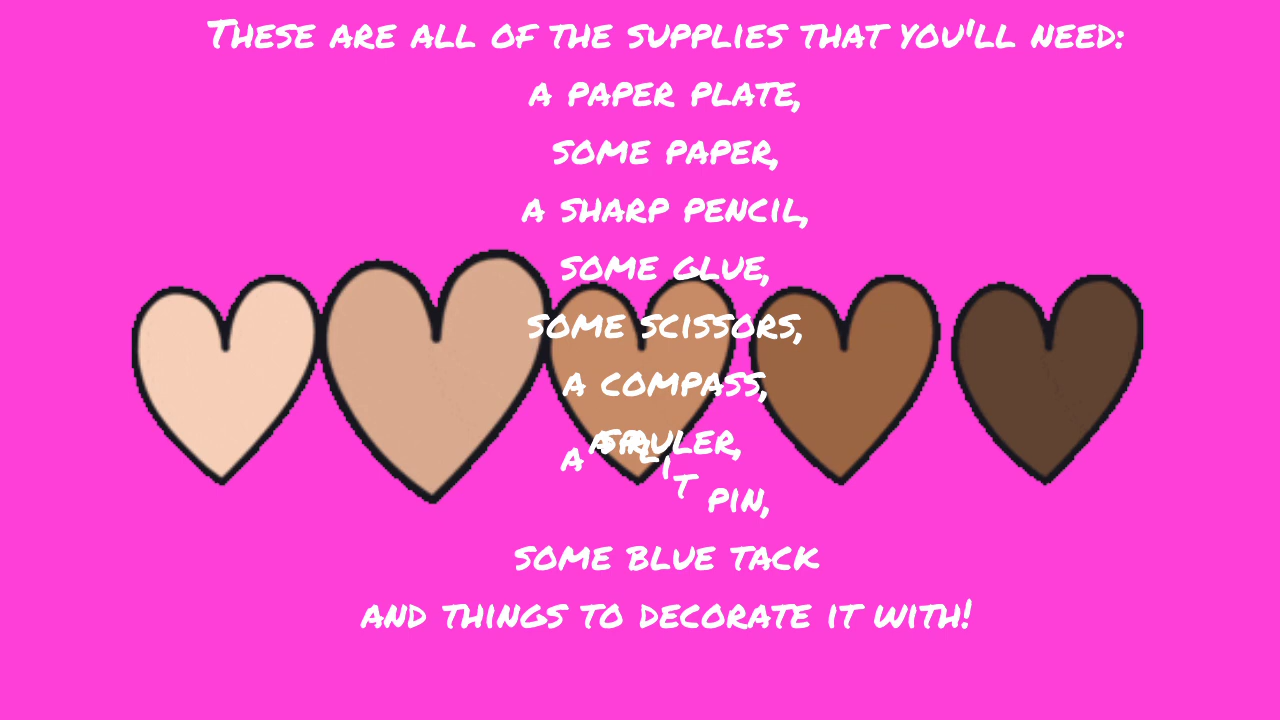 These are all of the supplies that you'll need:
a paper plate,
some paper,
a sharp pencil,
some glue,
some scissors,
a compass,
a ruler,
a split pin,
some blue tack
and things to decorate it with!